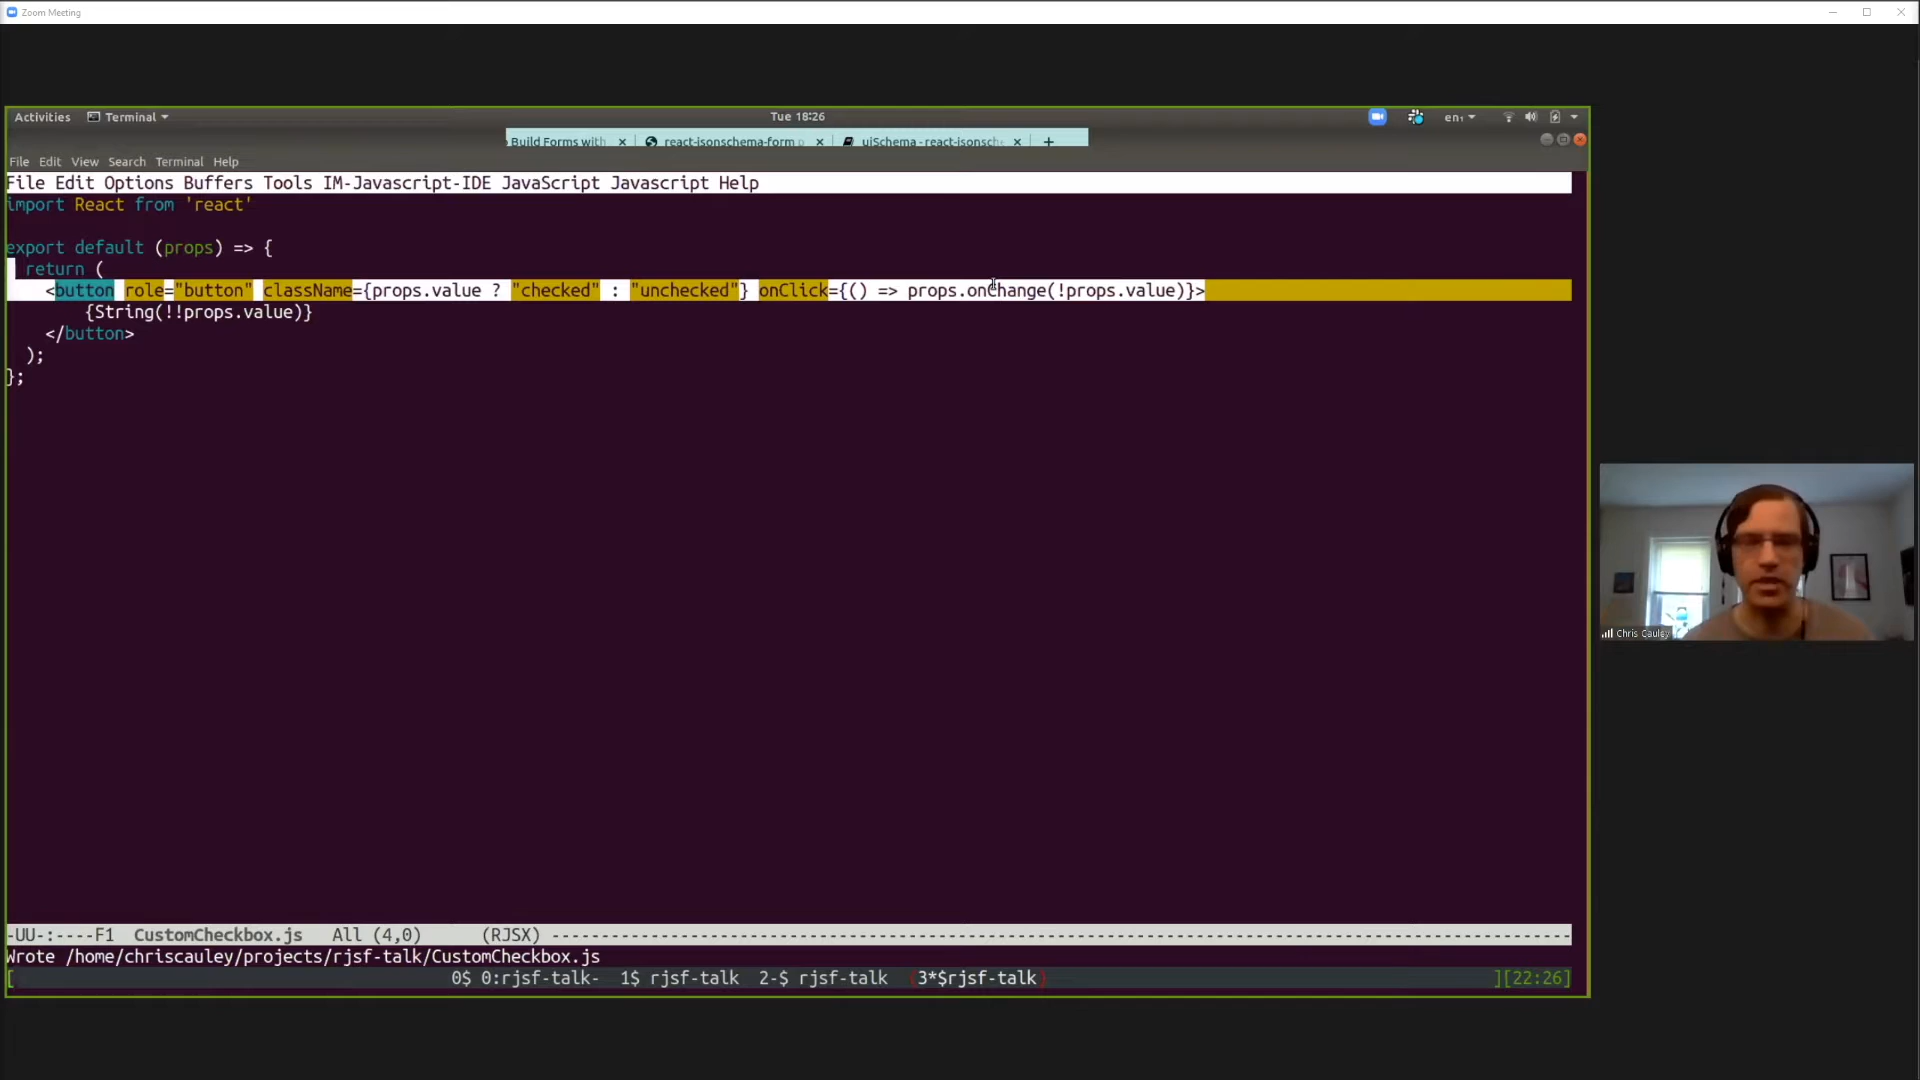 Zoom Meeting
Activities Terminal Tue 18:26 en₁
Build Forms with × react-jsonschema-form p × uiSchema - react-jsonsch × +
File Edit View Search Terminal Help
File Edit Options Buffers Tools IM-Javascript-IDE JavaScript Javascript Help
import React from 'react'
export default (props) => {
return (
<button role="button" className={props.value ? "checked" : "unchecked"} onClick={() => props.onChange(!props.value)}>
{String(!!props.value)}
</button>
);
};
-UU-:----F1 CustomCheckbox.js All (4,0) (RJSX) --------------------------------------------------------------------------------------------------------
Wrote /home/chriscauley/projects/rjsf-talk/CustomCheckbox.js
[ 0$ 0:rjsf-talk- 1$ rjsf-talk 2-$ rjsf-talk (3*$rjsf-talk) ][22:26]
Chris Cauley